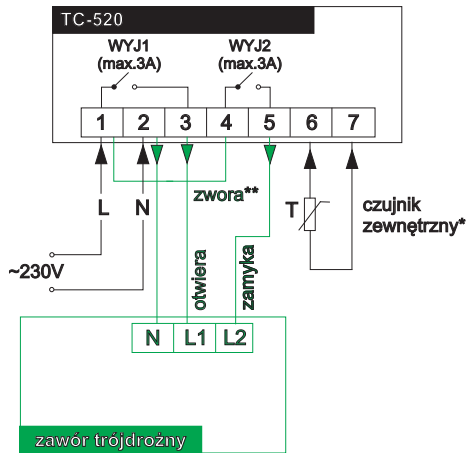 TC-520
WYJ1 WYJ2
(max.3A) (max.3A)
1 2 3 4 5 6 7
L N
zwora**
T
czujnik
zewnętrzny*
~230V
otwiera
zamyka
N L1 L2
zawór trójdrożny